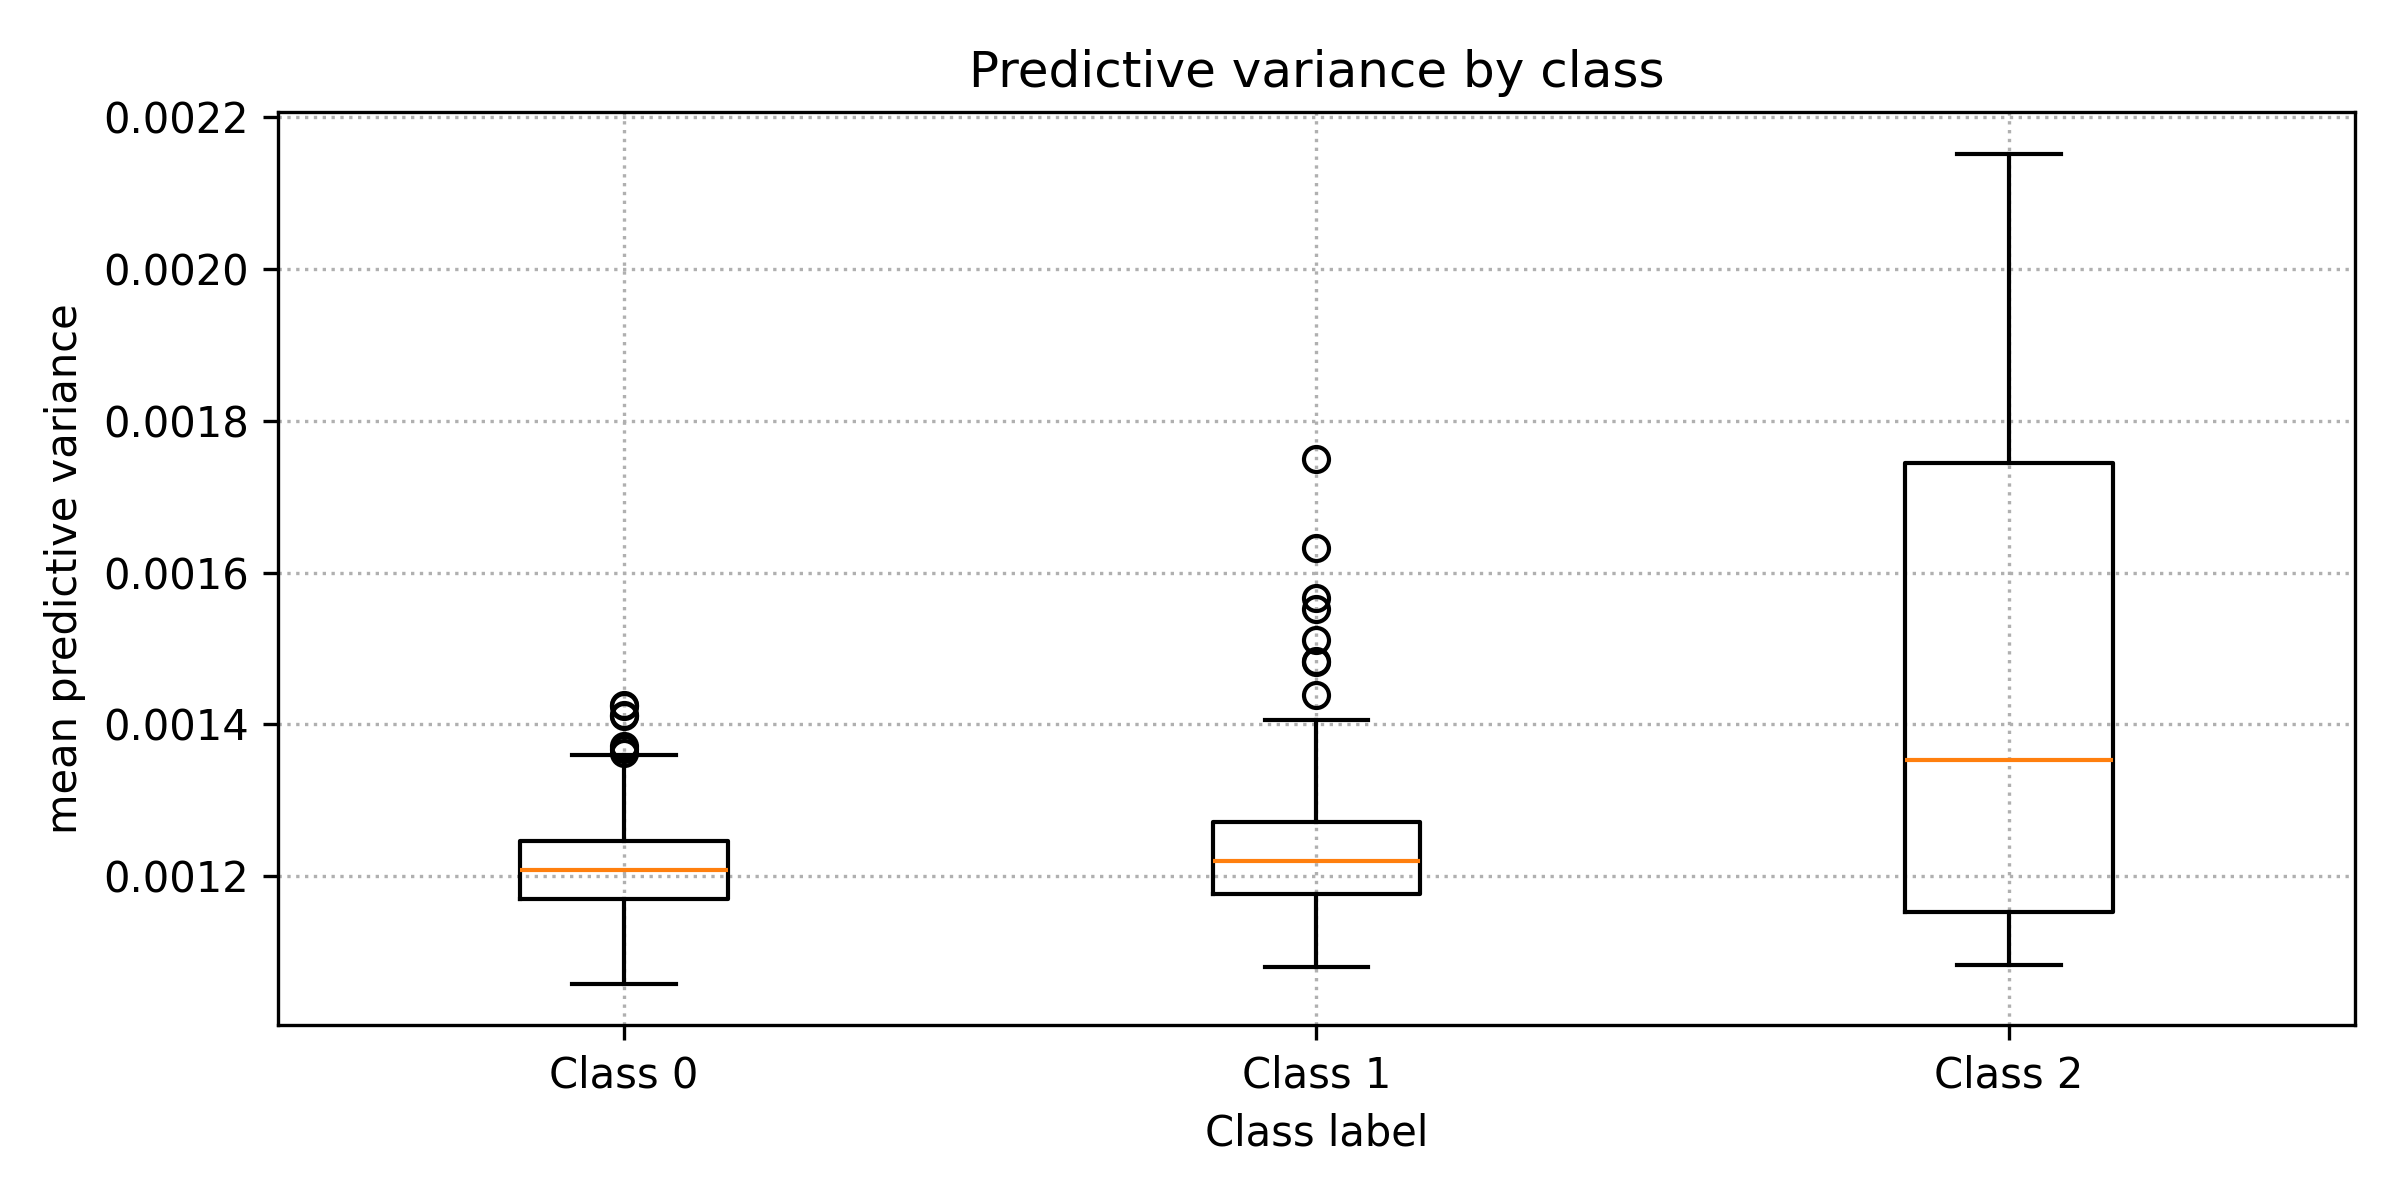 Predictive variance by class
0.0022
0.0020
0.0018
0.0016
0.0014
0.0012
mean predictive variance
Class 0
Class 1
Class 2
Class label